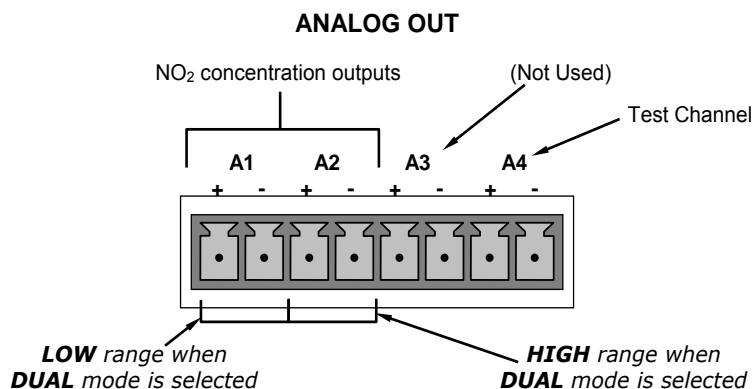 ANALOG OUT
NO₂ concentration outputs
(Not Used)
Test Channel
A1 A2 A3 A4
+ - + - + - + -
LOW range when
DUAL mode is selected
HIGH range when
DUAL mode is selected